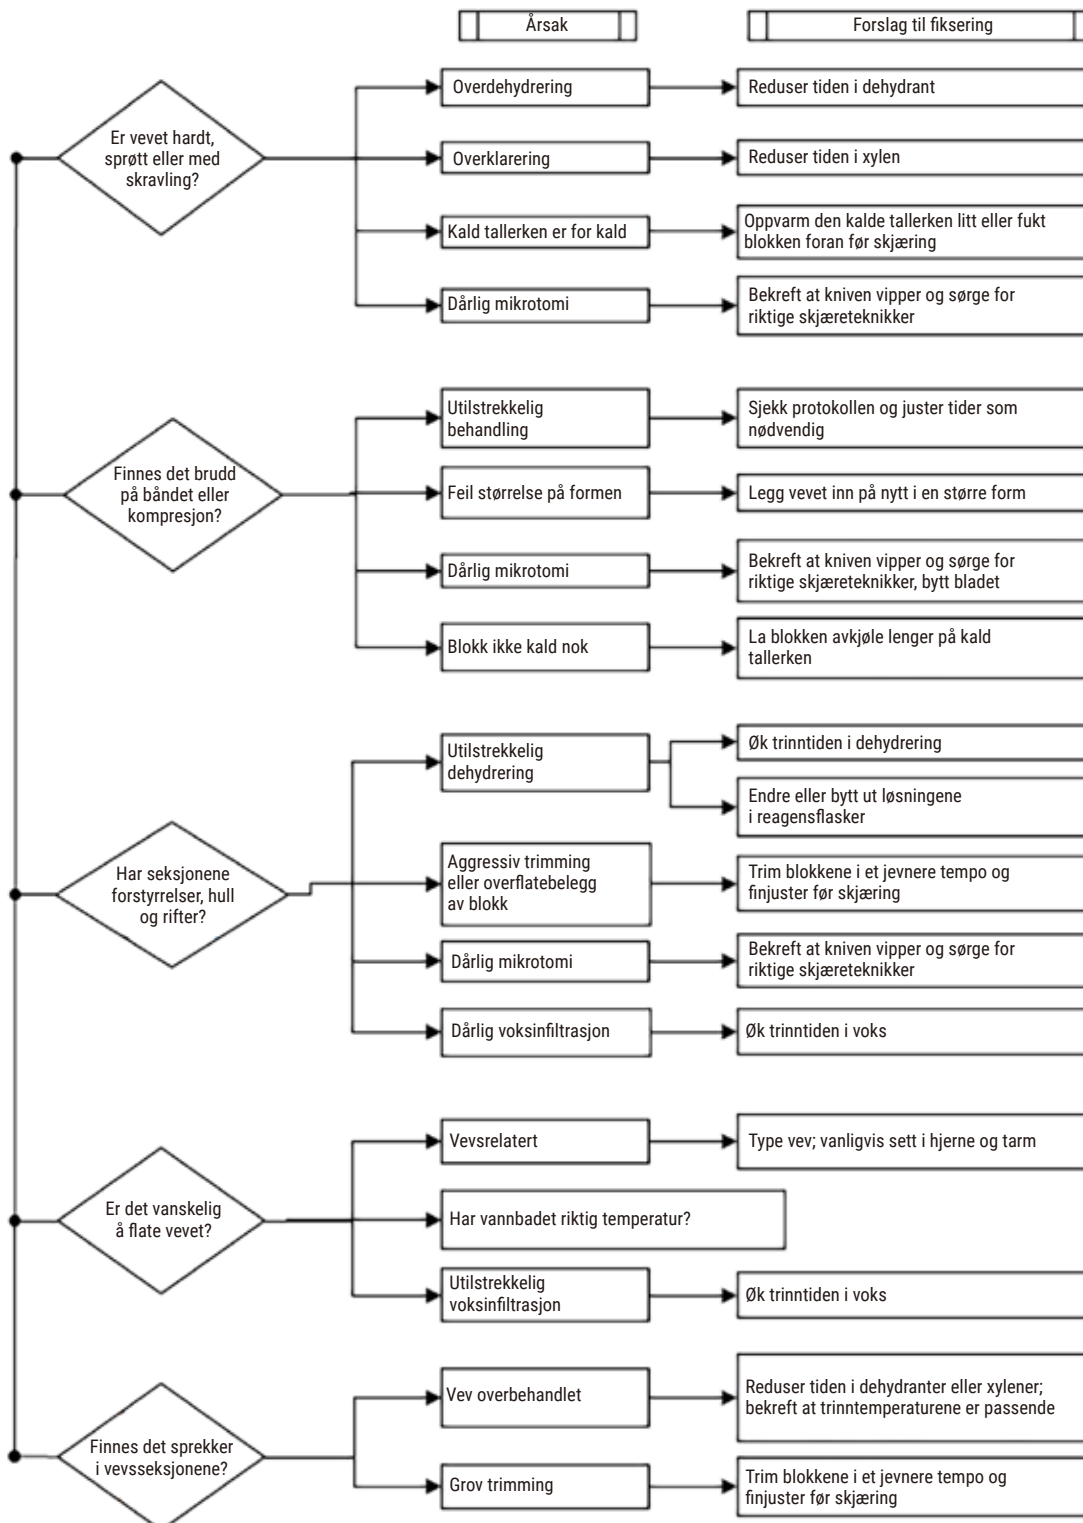 Årsak
Forslag til fiksering
Er vevet hardt,
sprøtt eller med
skravling?
Overdehydrering
Reduser tiden i dehydrant
Overklarering
Reduser tiden i xylen
Kald tallerken er for kald
Oppvarm den kalde tallerken litt eller fukt
blokken foran før skjæring
Dårlig mikrotomi
Bekreft at kniven vipper og sørge for
riktige skjæreteknikker
Finnes det brudd
på båndet eller
kompresjon?
Utilstrekkelig
behandling
Sjekk protokollen og juster tider som
nødvendig
Feil størrelse på formen
Legg vevet inn på nytt i en større form
Dårlig mikrotomi
Bekreft at kniven vipper og sørge for
riktige skjæreteknikker, bytt bladet
Blokk ikke kald nok
La blokken avkjøle lenger på kald
tallerken
Har seksjonene
forstyrrelser, hull
og rifter?
Utilstrekkelig
dehydrering
Øk trinntiden i dehydrering
Endre eller bytt ut løsningene
i reagensflasker
Aggressiv trimming
eller overflatebelegg
av blokk
Trim blokkene i et jevnere tempo og
finjuster før skjæring
Dårlig mikrotomi
Bekreft at kniven vipper og sørge for
riktige skjæreteknikker
Dårlig voksinfiltrasjon
Øk trinntiden i voks
Er det vanskelig
å flate vevet?
Vevsrelatert
Type vev; vanligvis sett i hjerne og tarm
Har vannbadet riktig temperatur?
Utilstrekkelig
voksinfiltrasjon
Øk trinntiden i voks
Finnes det sprekker
i vevsseksjonene?
Vev overbehandlet
Reduser tiden i dehydranter eller xylener;
bekreft at trinntemperaturene er passende
Grov trimming
Trim blokkene i et jevnere tempo og
finjuster før skjæring